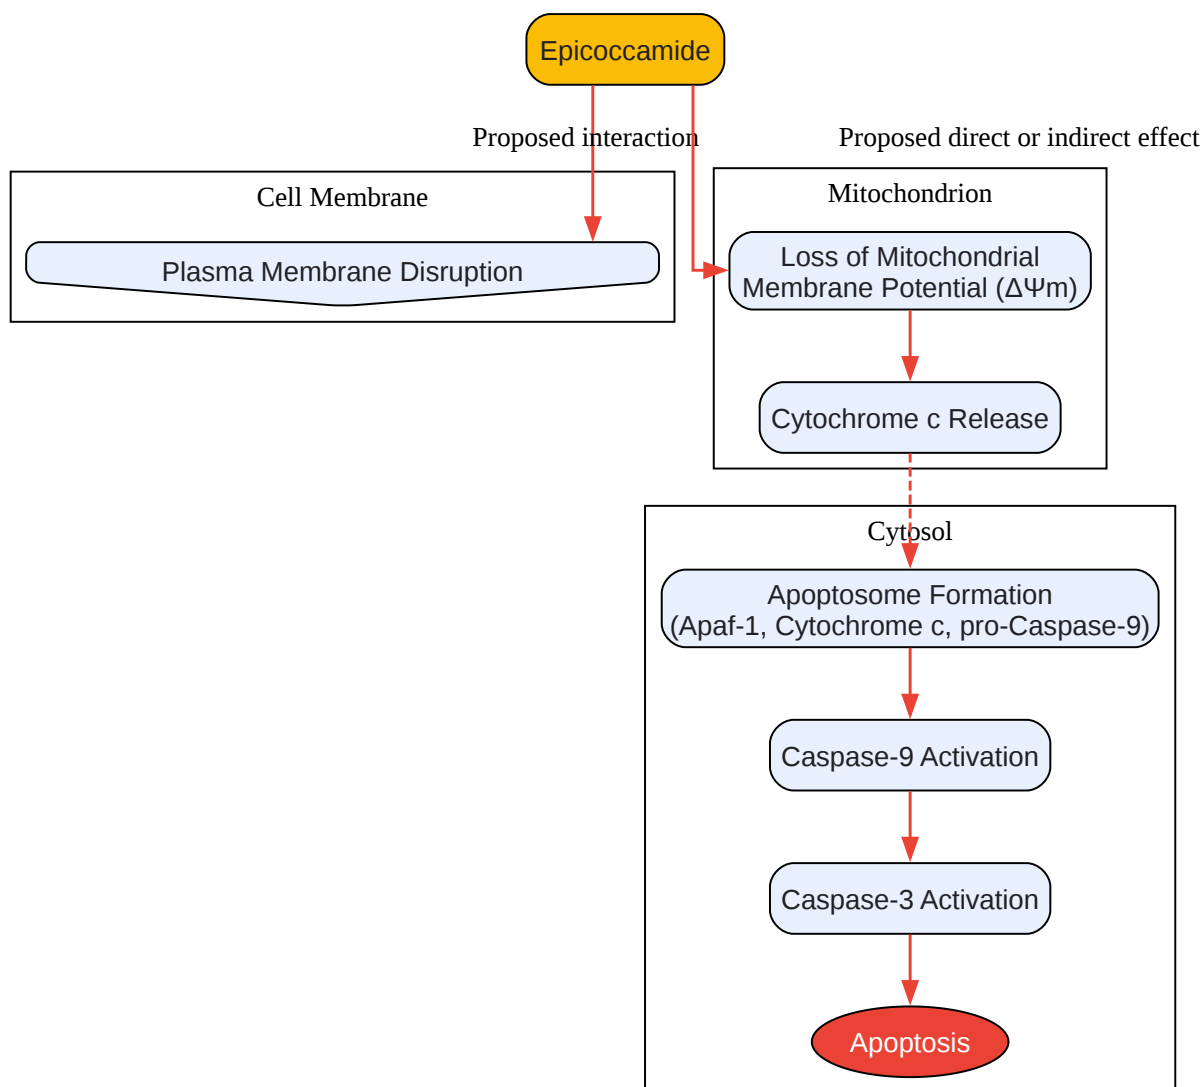 Epicoccamide
Proposed interaction
Proposed direct or indirect effect
Cell Membrane
Plasma Membrane Disruption
Mitochondrion
Loss of Mitochondrial
Membrane Potential (ΔΨm)
Cytochrome c Release
Cytosol
Apoptosome Formation
(Apaf-1, Cytochrome c, pro-Caspase-9)
Caspase-9 Activation
Caspase-3 Activation
Apoptosis